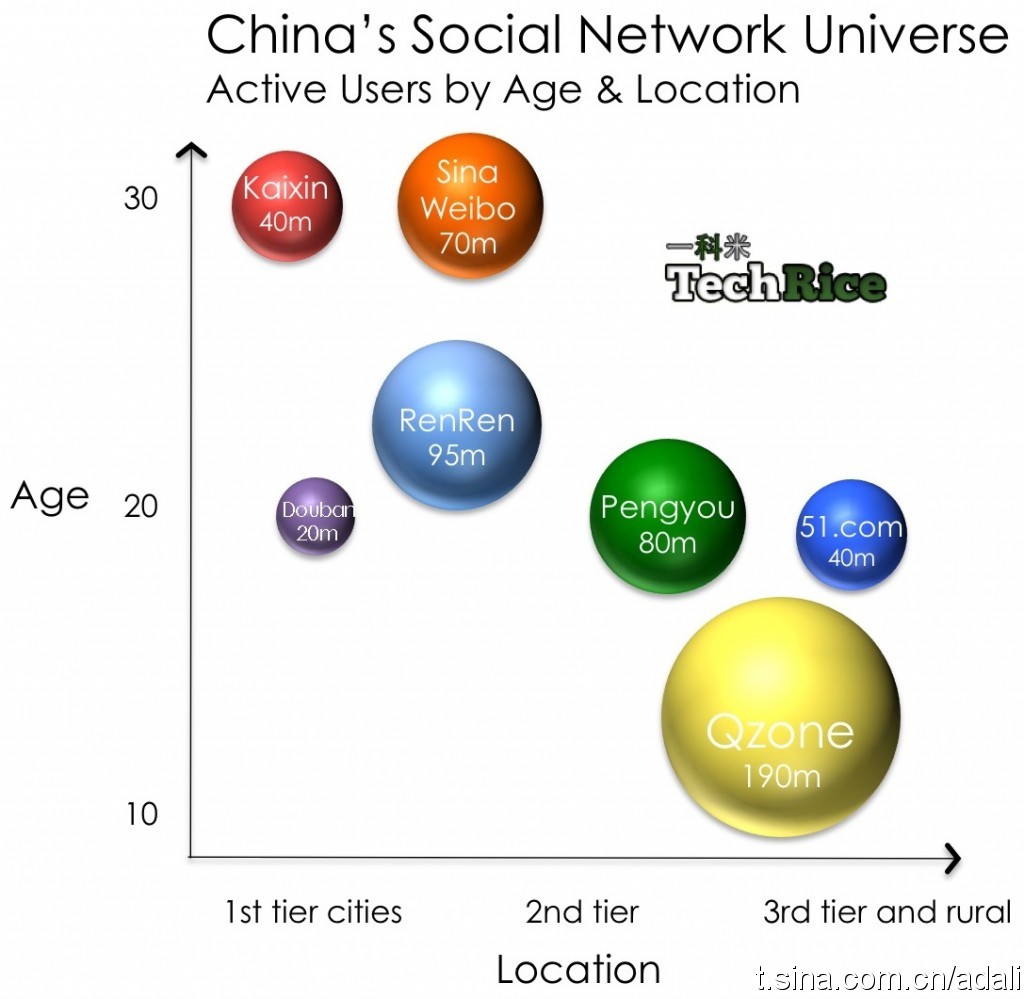 China's Social Network Universe
Active Users by Age & Location
30
Kaixin
40m
Sina
Weibo
70m
一科米
TechRice
RenRen
95m
Age
20
Douban
20m
Pengyou
80m
51.com
40m
Qzone
190m
10
1st tier cities
2nd tier
3rd tier and rural
Location
t.sina.com.cn/adali